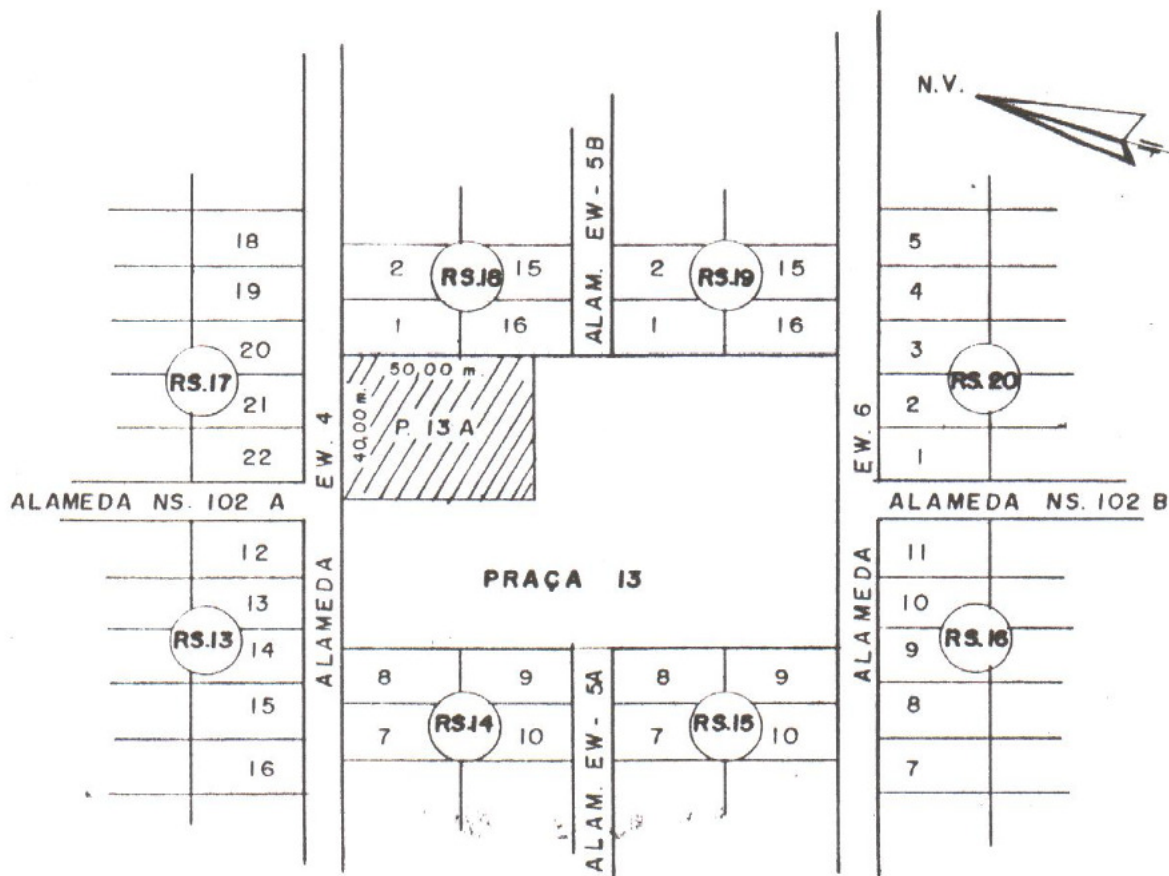 N.V.
18
19
20
21
22
RS.17
2
15
1
16
RS.18
ALAM. EW - 5B
2
15
1
16
RS.19
5
4
3
2
1
RS.20
50,00 m.
40,00 m.
P. 13 A
EW. 4
EW. 6
ALAMEDA NS. 102 A
ALAMEDA NS. 102 B
PRAÇA 13
ALAMEDA
ALAMEDA
12
13
14
15
16
RS.13
8
9
7
10
RS.14
ALAM. EW - 5A
8
9
7
10
RS.15
11
10
9
8
7
RS.16